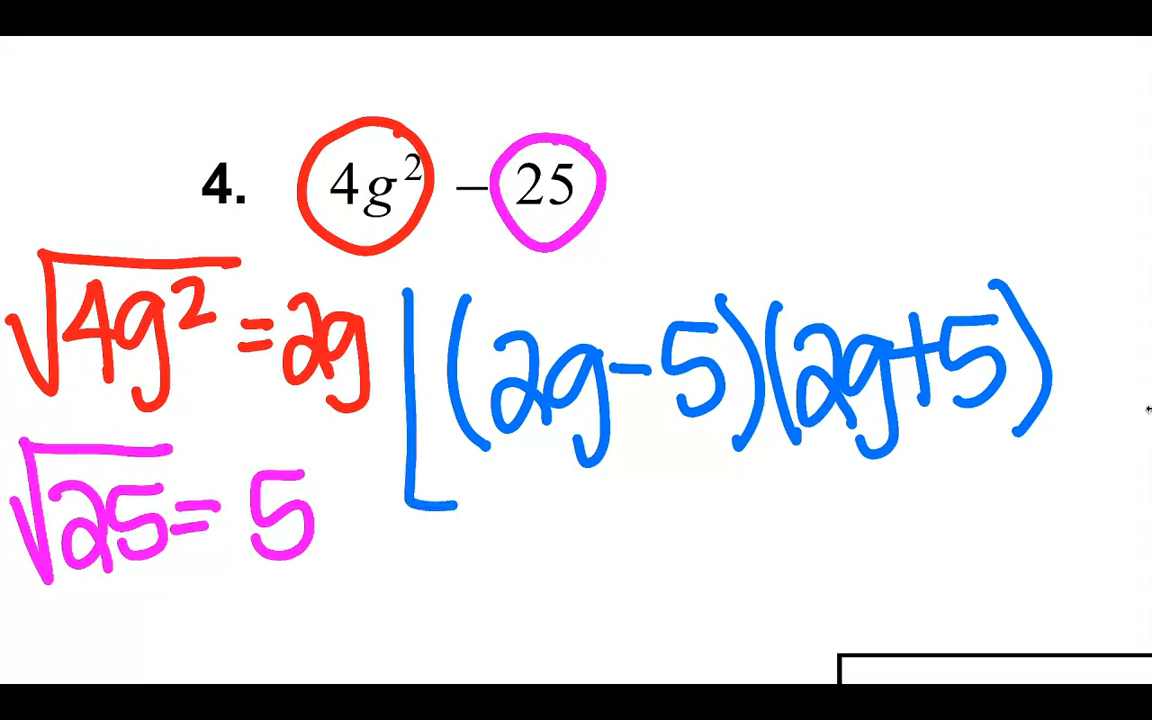 4. 4g² – 25
√4g² = 2g
(2g-5)(2g+5)
√25 = 5